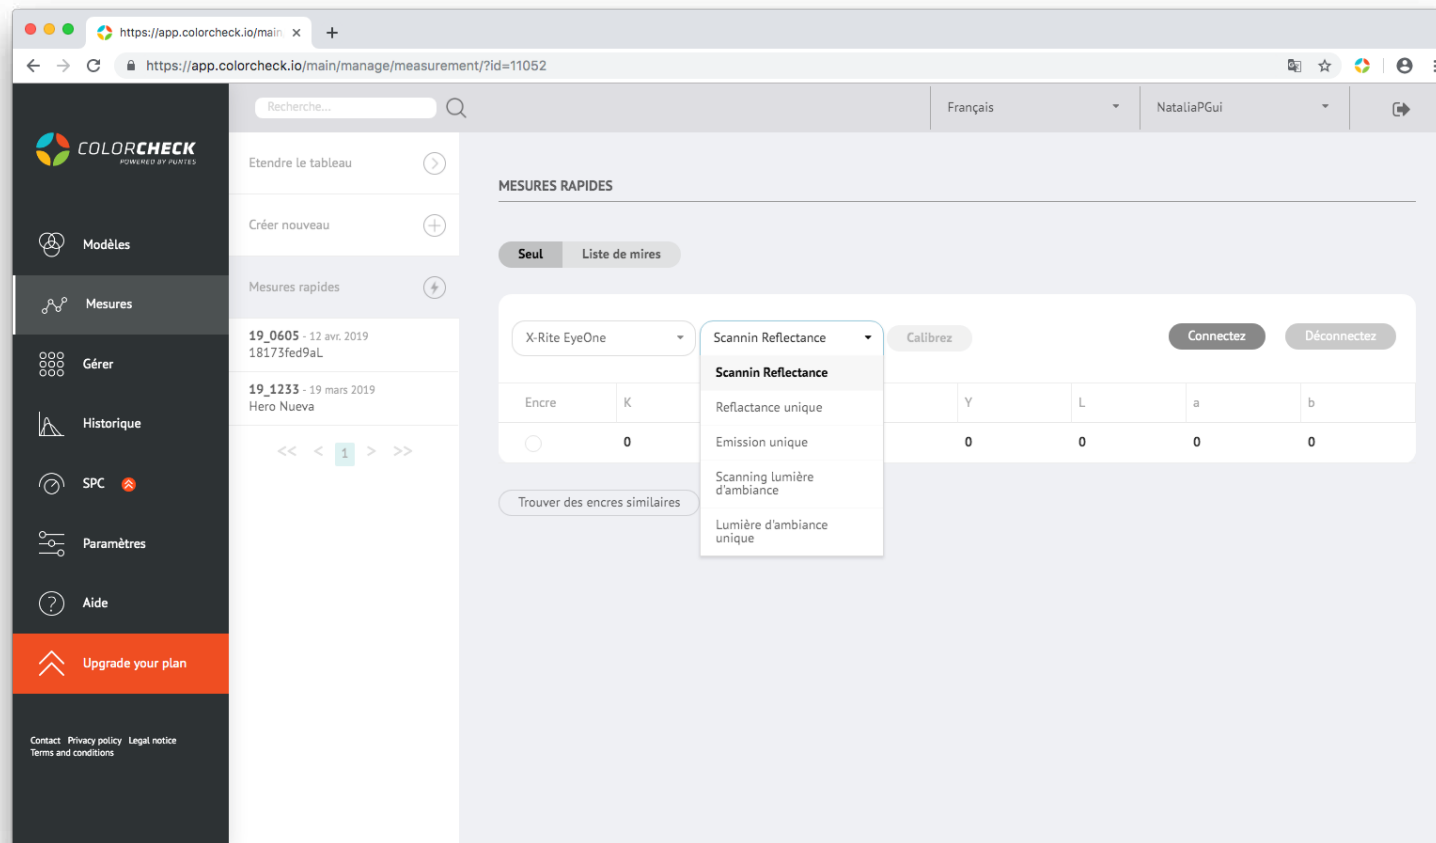 https://app.colorcheck.io/main
https://app.colorcheck.io/main/manage/measurement/?id=11052
COLORCHECK
POWERED BY PUNTES
Recherche...
Français
NataliaPGui
Modèles
Mesures
Gérer
Historique
SPC
Paramètres
Aide
Upgrade your plan
Contact Privacy policy Legal notice
Terms and conditions
Etendre le tableau
Créer nouveau
Mesures rapides
19_0605 - 12 avr. 2019
18173fed9aL
19_1233 - 19 mars 2019
Hero Nueva
<< < 1 > >>
MESURES RAPIDES
Seul Liste de mires
X-Rite EyeOne Scannin Reflectance Calibrez Connectez Déconnectez
Scannin Reflectance
Reflactance unique
Emission unique
Scanning lumière
d'ambiance
Lumière d'ambiance
unique
Encre K Y L a b
0 0 0 0 0
Trouver des encres similaires